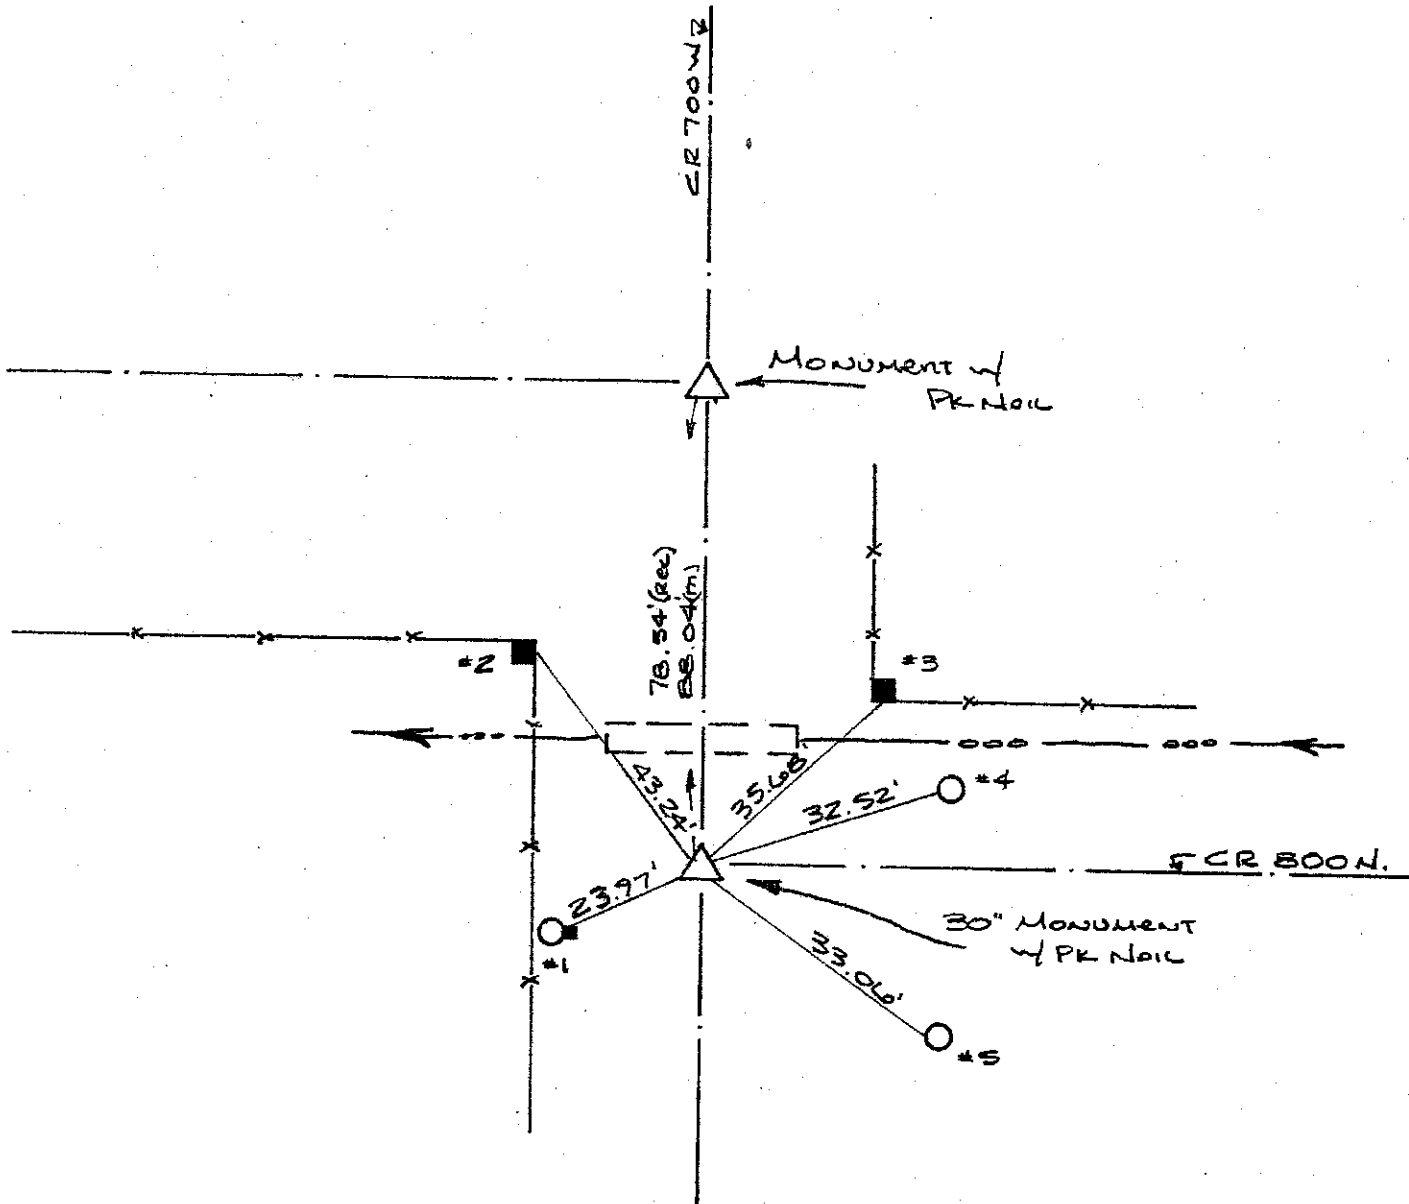 CR 700 W
MONUMENT w/
PK NAIL
78.54' (REC)
88.04' (m)
#2
#3
43.24'
35.68'
32.52'
#4
CR 800 N.
23.97'
#1
30" MONUMENT
w/ PK NAIL
33.06'
#5